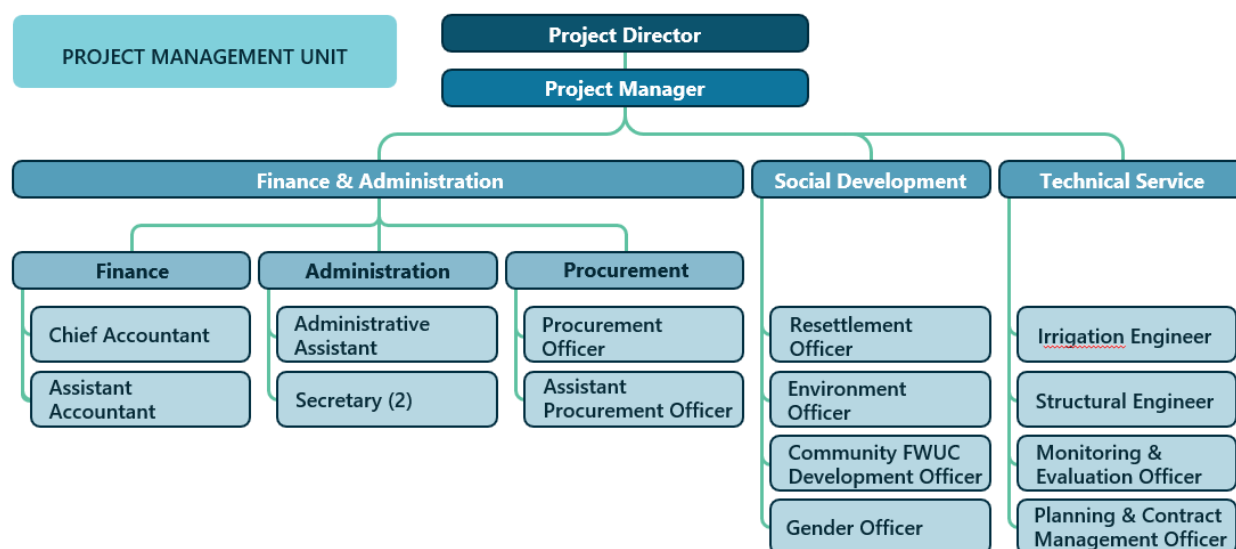 PROJECT MANAGEMENT UNIT
Project Director
Project Manager
Finance & Administration
Social Development
Technical Service
Finance
Administration
Procurement
Chief Accountant
Assistant
Accountant
Administrative
Assistant
Secretary (2)
Procurement
Officer
Assistant
Procurement Officer
Resettlement
Officer
Environment
Officer
Community FWUC
Development Officer
Gender Officer
Irrigation Engineer
Structural Engineer
Monitoring &
Evaluation Officer
Planning & Contract
Management Officer